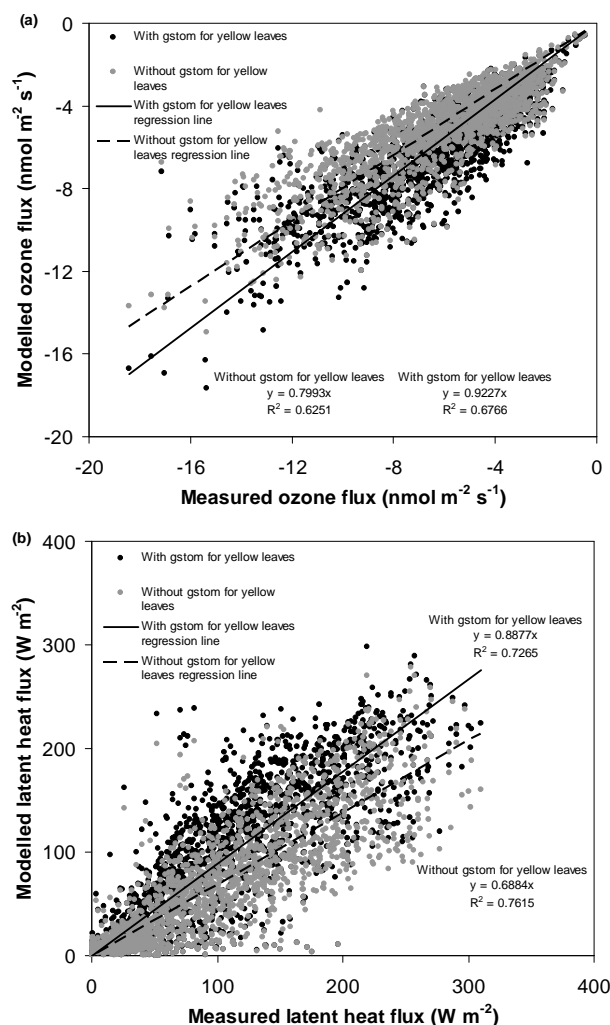 (a)
-0
-4
-8
-12
-16
-20
Modelled ozone flux (nmol m-2 s-1)
With gstom for yellow leaves
Without gstom for yellow
leaves
With gstom for yellow leaves
regression line
Without gstom for yellow
leaves regression line
Without gstom for yellow leaves
y = 0.7993x
R2 = 0.6251
With gstom for yellow leaves
y = 0.9227x
R2 = 0.6766
-20
-16
-12
-8
-4
-0
Measured ozone flux (nmol m-2 s-1)
(b)
400
300
200
100
0
Modelled latent heat flux (W m-2)
With gstom for yellow leaves
Without gstom for yellow
leaves
With gstom for yellow leaves
regression line
Without gstom for yellow
leaves regression line
With gstom for yellow leaves
y = 0.8877x
R2 = 0.7265
Without gstom for yellow leaves
y = 0.6884x
R2 = 0.7615
0
100
200
300
400
Measured latent heat flux (W m-2)